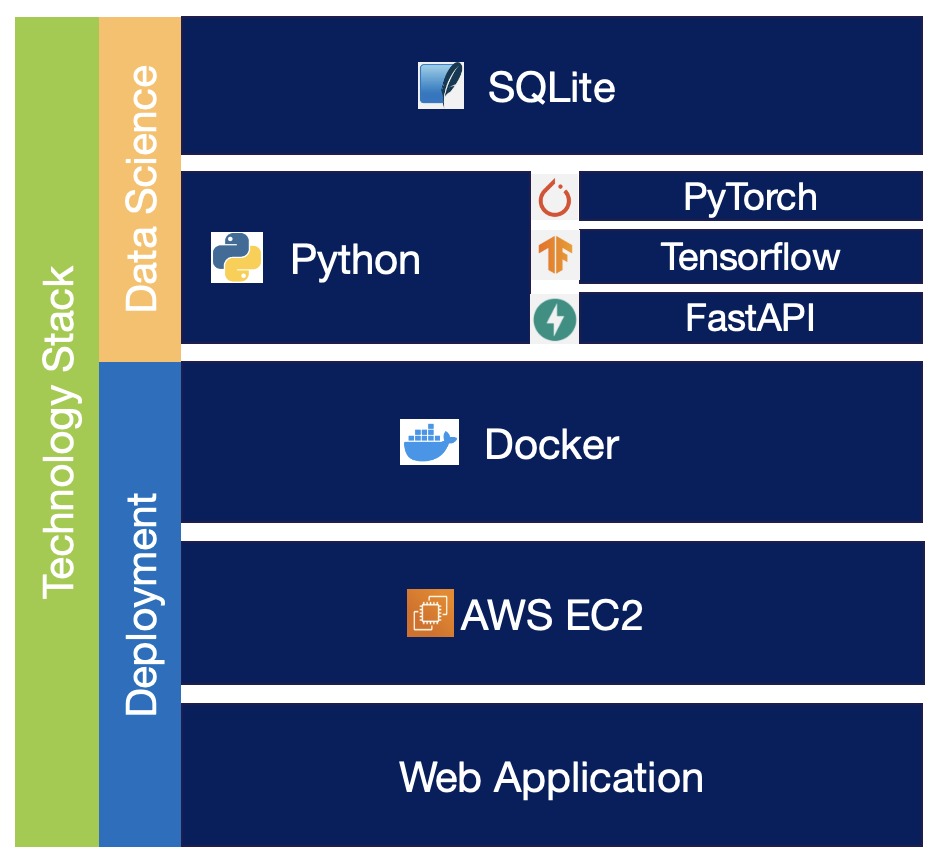 Technology Stack
Data Science
SQLite
Python
PyTorch
Tensorflow
FastAPI
Deployment
Docker
AWS EC2
Web Application